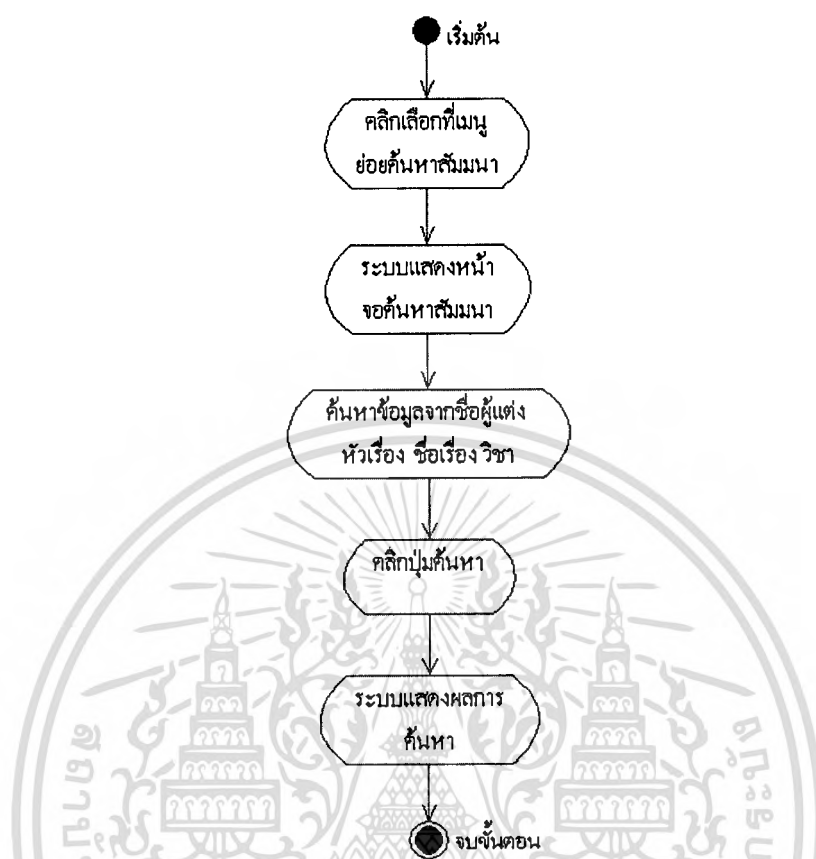 เริ่มต้น
คลิกเลือกที่เมนู
ย่อยค้นหาสัมมนา
ระบบแสดงหน้า
จอค้นหาสัมมนา
ค้นหาข้อมูลจากชื่อผู้แต่ง
หัวเรื่อง ชื่อเรื่อง วิชา
คลิกปุ่มค้นหา
ระบบแสดงผลการ
ค้นหา
จบขั้นตอน